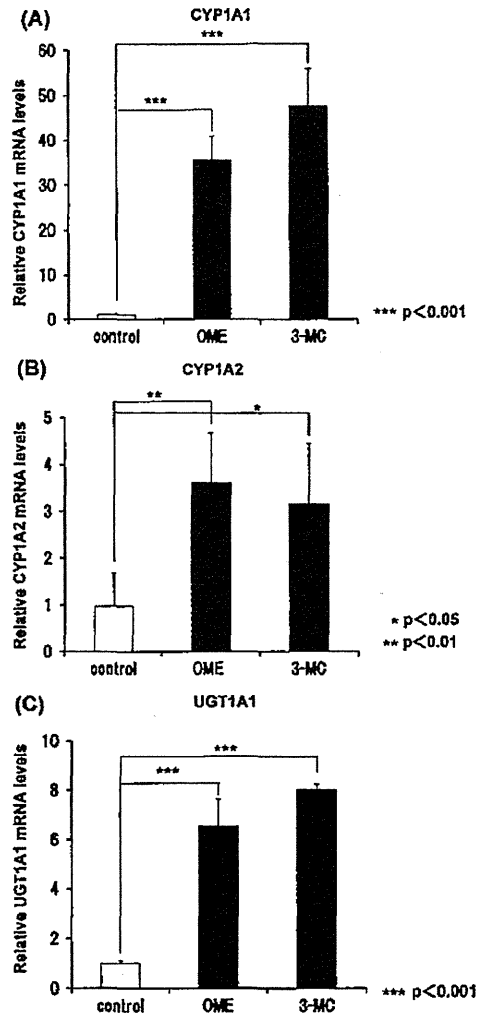 (A)
CYP1A1
Relative CYP1A1 mRNA levels
60
50
40
30
20
10
0
***
***
control OME 3-MC
*** p<0.001
(B)
CYP1A2
Relative CYP1A2 mRNA levels
5
4
3
2
1
0
**
*
control OME 3-MC
* p<0.05
** p<0.01
(C)
UGT1A1
Relative UGT1A1 mRNA levels
10
8
6
4
2
0
***
***
control OME 3-MC
*** p<0.001